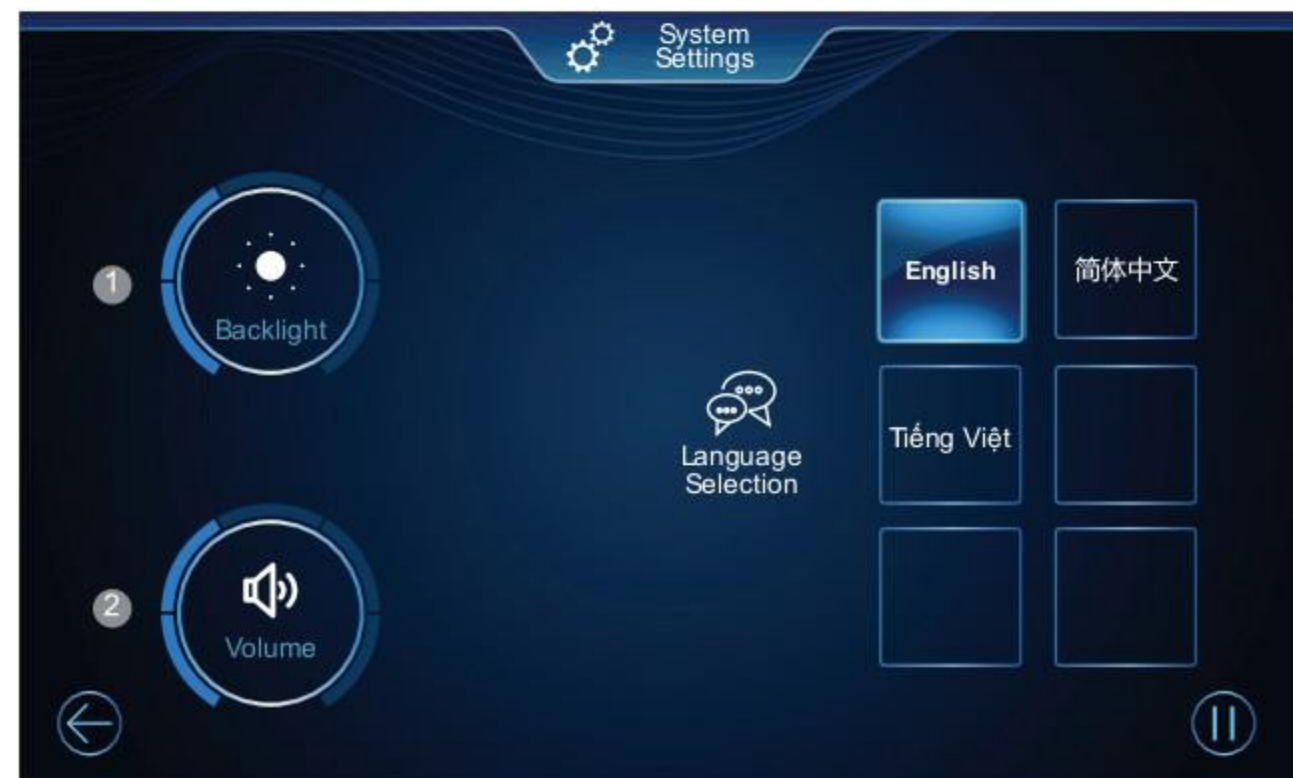 System
Settings
1
Backlight
2
Volume
Language
Selection
English
简体中文
Tiếng Việt